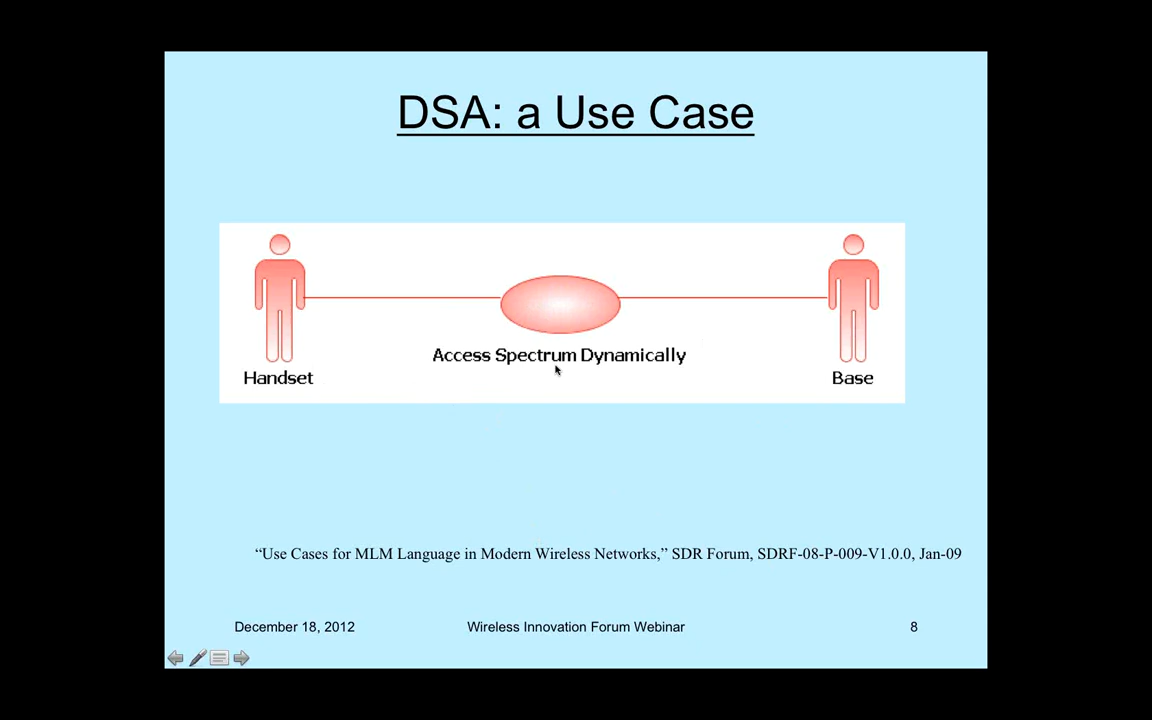 DSA: a Use Case
Access Spectrum Dynamically
Handset
Base
“Use Cases for MLM Language in Modern Wireless Networks,” SDR Forum, SDRF-08-P-009-V1.0.0, Jan-09
December 18, 2012
Wireless Innovation Forum Webinar
8